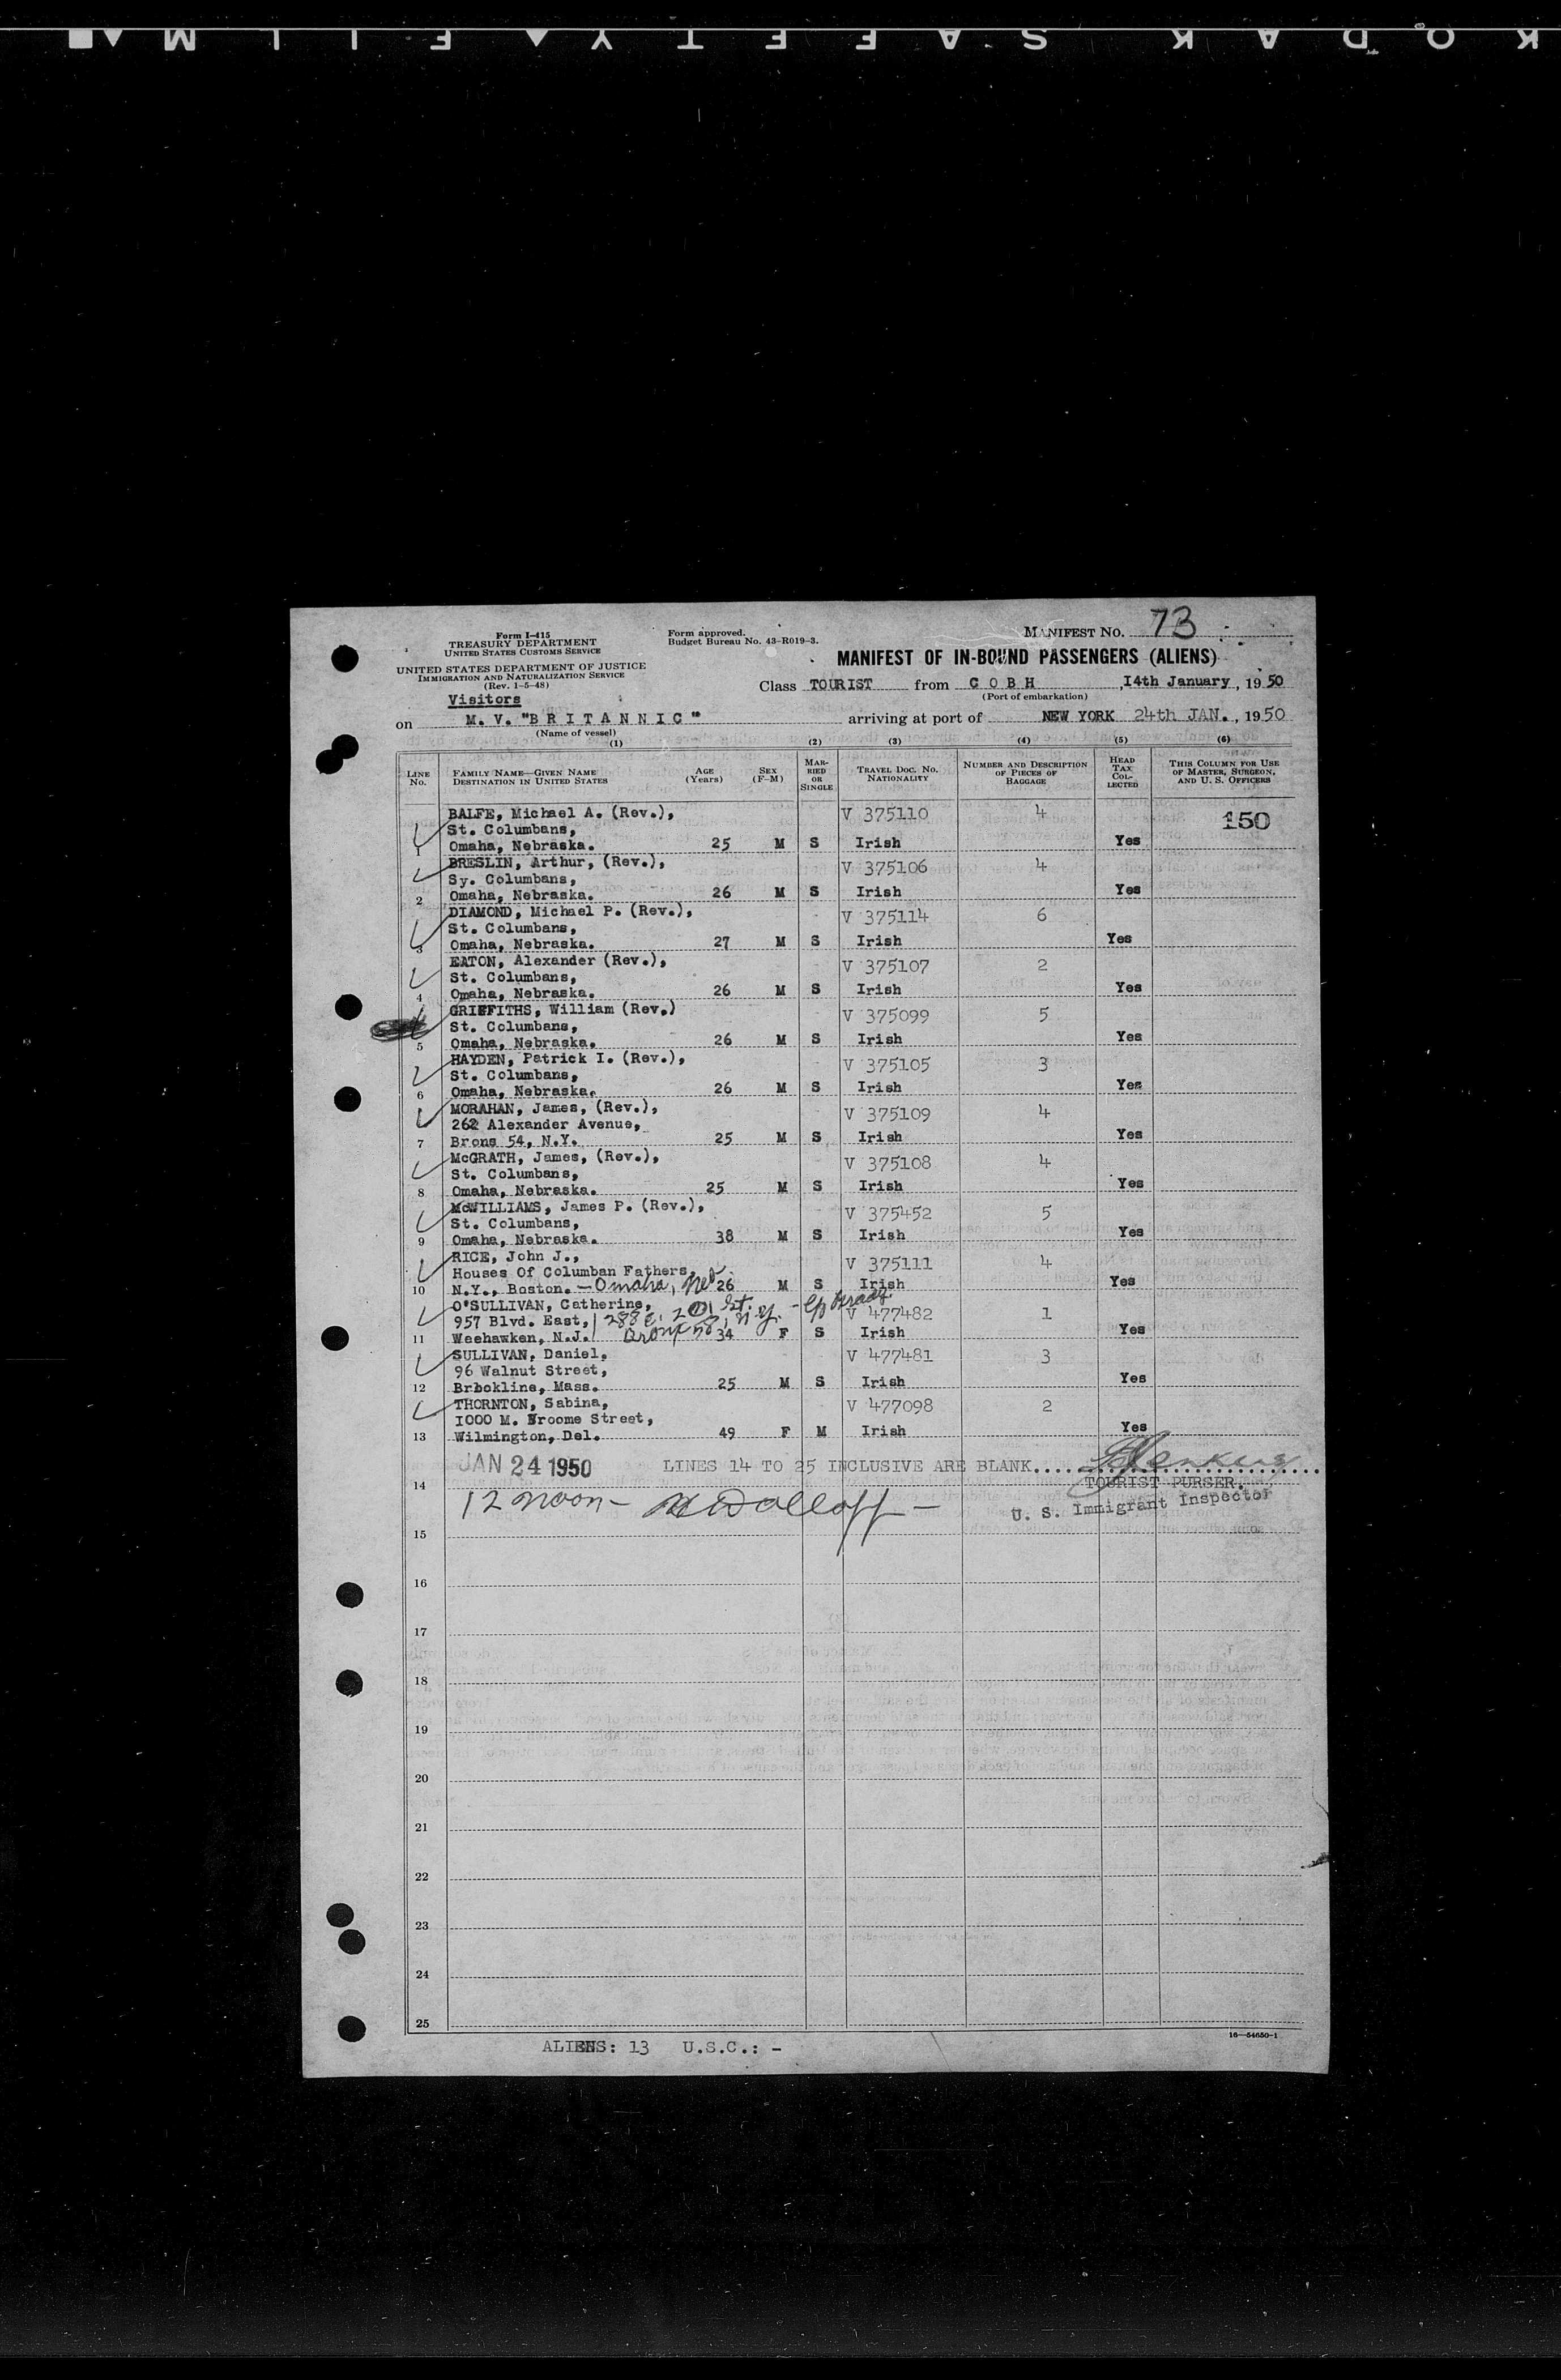 KODAK SAFETY FILM
Form I-415
TREASURY DEPARTMENT
UNITED STATES CUSTOMS SERVICE
UNITED STATES DEPARTMENT OF JUSTICE
IMMIGRATION AND NATURALIZATION SERVICE
(Rev. 1-5-48)
Form approved.
Budget Bureau No. 43-R019-3.
MANIFEST NO. 73
MANIFEST OF IN-BOUND PASSENGERS (ALIENS)
Visitors
Class TOURIST from C O B H, 14th January, 1950
(Port of embarkation)
on M. V. "B R I T A N N I C" arriving at port of NEW YORK 24th JAN., 1950
(Name of vessel)
(1) (2) (3) (4) (5) (6)
LINE No. FAMILY NAME—GIVEN NAME DESTINATION IN UNITED STATES AGE (Years) SEX (F-M) MARRIED OR SINGLE TRAVEL DOC. NO. NATIONALITY NUMBER AND DESCRIPTION OF PIECES OF BAGGAGE HEAD TAX COLLECTED THIS COLUMN FOR USE OF MASTER, SURGEON, AND U. S. OFFICERS
BALFE, Michael A. (Rev.), V 375110 4 150
St. Columbans,
1 Omaha, Nebraska. 25 M S Irish Yes
BRESLIN, Arthur, (Rev.), V 375106 4
Sy. Columbans,
2 Omaha, Nebraska. 26 M S Irish Yes
DIAMOND, Michael P. (Rev.), V 375114 6
St. Columbans,
3 Omaha, Nebraska. 27 M S Irish Yes
EATON, Alexander (Rev.), V 375107 2
St. Columbans,
4 Omaha, Nebraska. 26 M S Irish Yes
GRIFFITHS, William (Rev.) V 375099 5
St. Columbans,
5 Omaha, Nebraska. 26 M S Irish Yes
HAYDEN, Patrick I. (Rev.), V 375105 3
St. Columbans,
6 Omaha, Nebraska. 26 M S Irish Yes
MORAHAN, James, (Rev.), V 375109 4
262 Alexander Avenue,
7 Brons 54, N.Y. 25 M S Irish Yes
McGRATH, James, (Rev.), V 375108 4
St. Columbans,
8 Omaha, Nebraska. 25 M S Irish Yes
McWILLIAMS, James P. (Rev.), V 375452 5
St. Columbans,
9 Omaha, Nebraska. 38 M S Irish Yes
RICE, John J., V 375111 4
Houses Of Columban Fathers,
10 N.Y., Boston. - Omaha, Neb 26 M S Irish Yes
O'SULLIVAN, Catherine, V 477482 1
957 Blvd. East, 288 E. 201 St. - c/o Grady
11 Weehawken, N.J. Bronx 58, N.Y. 34 F S Irish Yes
SULLIVAN, Daniel, V 477481 3
96 Walnut Street,
12 Brookline, Mass. 25 M S Irish Yes
THORNTON, Sabina, V 477098 2
1000 M. Broome Street,
13 Wilmington, Del. 49 F M Irish Yes
JAN 24 1950 LINES 14 TO 25 INCLUSIVE ARE BLANK
TOURIST PURSER.
14
12 noon - U. S. Immigrant Inspector
15
16
17
18
19
20
21
22
23
24
25
16—54650-1
ALIENS: 13 U.S.C.: -